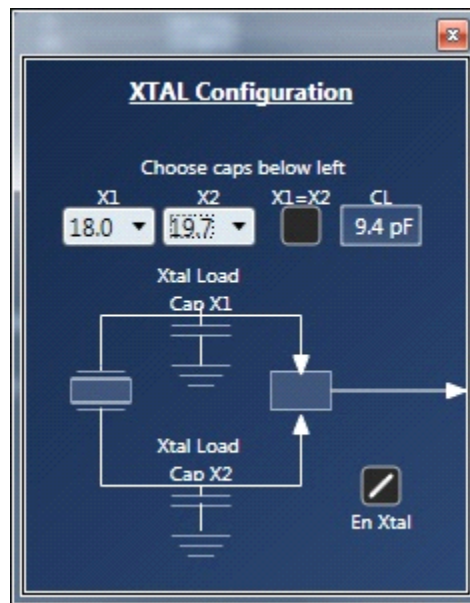 XTAL Configuration
Choose caps below left
X1 X2 X1=X2 CL
18.0 19.7 9.4 pF
Xtal Load
Cap X1
Xtal Load
Cap X2
En Xtal